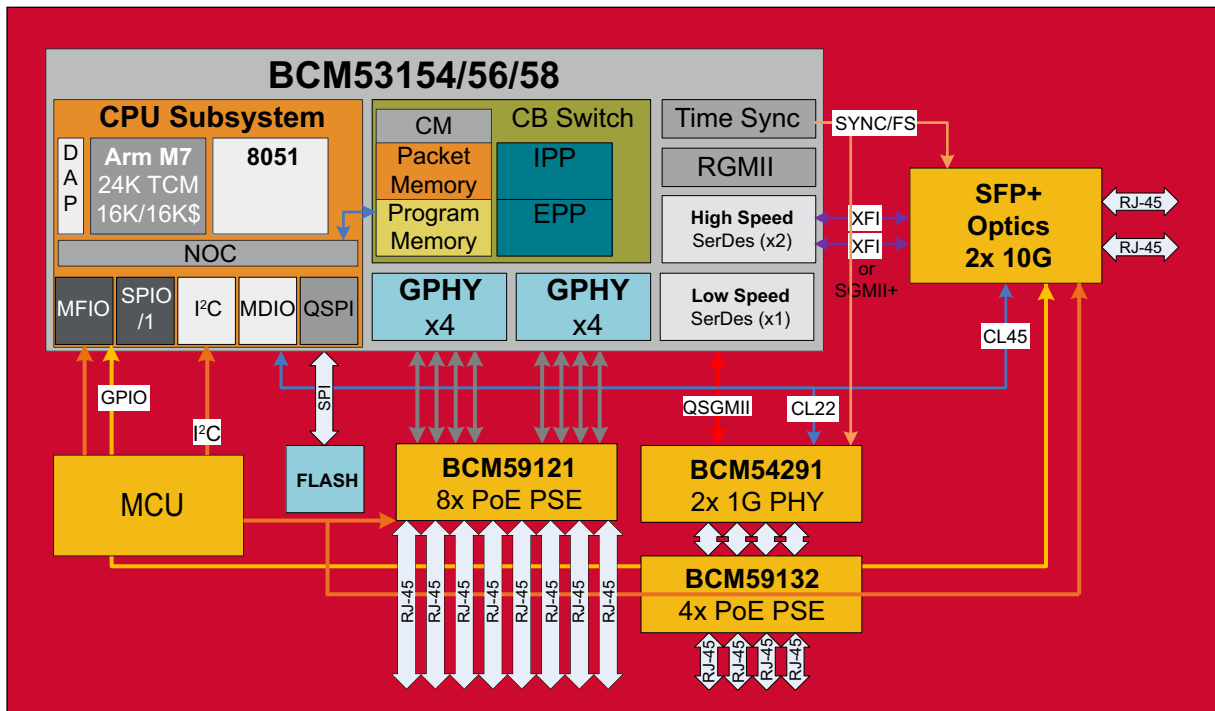 BCM53154/56/58
CPU Subsystem
D
A
P
Arm M7
24K TCM
16K/16K$
8051
NOC
MFIO
SPIO
/1
I²C
MDIO
QSPI
CM
CB Switch
Packet
Memory
Program
Memory
IPP
EPP
GPHY
x4
GPHY
x4
Time Sync
RGMII
High Speed
SerDes (x2)
Low Speed
SerDes (x1)
SYNC/FS
XFI
XFI
or
SGMII+
SFP+
Optics
2x 10G
RJ-45
RJ-45
CL45
GPIO
I²C
SPI
QSGMII
CL22
MCU
FLASH
BCM59121
8x PoE PSE
BCM54291
2x 1G PHY
BCM59132
4x PoE PSE
RJ-45
RJ-45
RJ-45
RJ-45
RJ-45
RJ-45
RJ-45
RJ-45
RJ-45
RJ-45
RJ-45
RJ-45